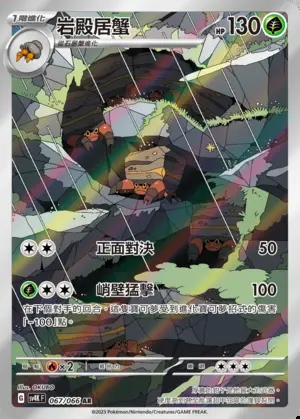 1階進化 岩殿居蟹 HP 130
從石居蟹進化
正面對決 50
峭壁猛擊 100
在下個對手的回合，這隻寶可夢受到進化寶可夢招式的傷害
「-100」點。
×2
Illus. OKUBO
G SV4K F 067/066 AR
©2023 Pokémon/Nintendo/Creatures/GAME FREAK.